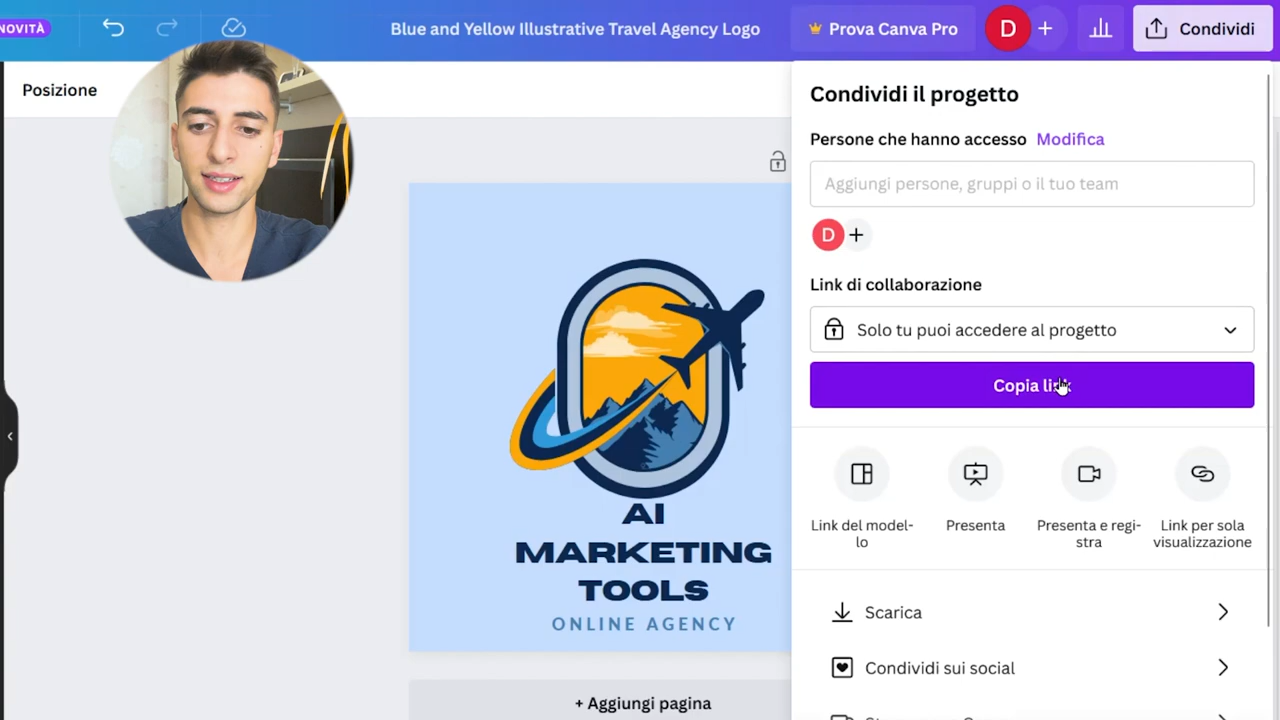 NOVITÀ
Blue and Yellow Illustrative Travel Agency Logo
Prova Canva Pro
D
Condividi
Posizione
Condividi il progetto
Persone che hanno accesso Modifica
Aggiungi persone, gruppi o il tuo team
D
Link di collaborazione
Solo tu puoi accedere al progetto
Copia link
Link del model-
lo
Presenta
Presenta e regi-
stra
Link per sola
visualizzazione
Scarica
Condividi sui social
AI
MARKETING
TOOLS
ONLINE AGENCY
+ Aggiungi pagina